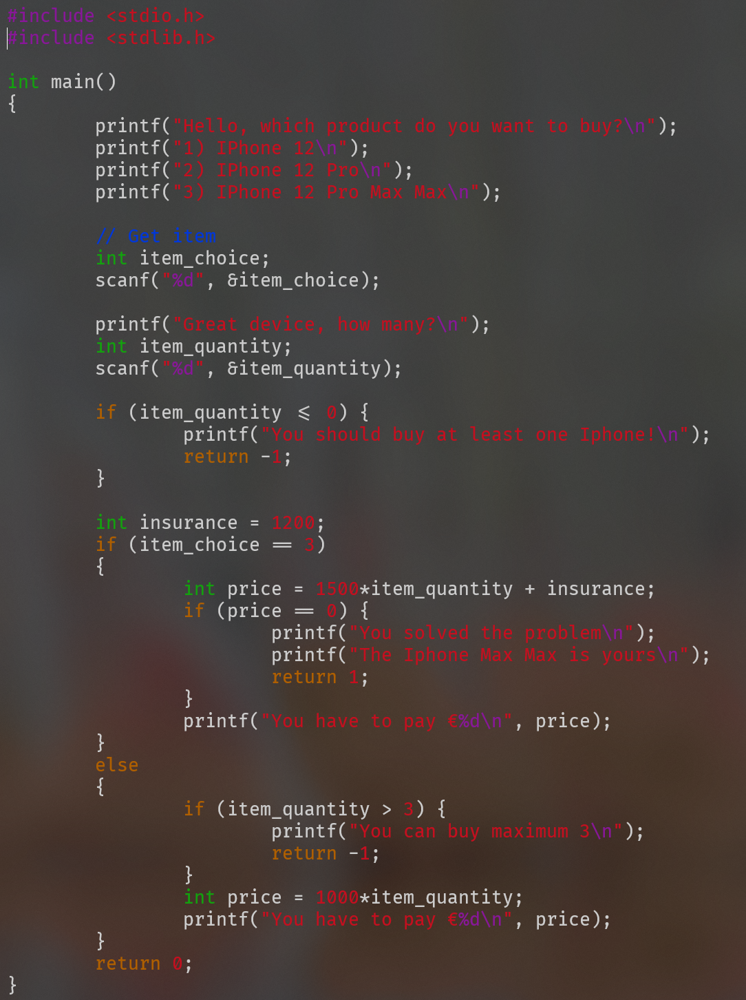 #include <stdio.h>
#include <stdlib.h>

int main()
{
        printf("Hello, which product do you want to buy?\n");
        printf("1) IPhone 12\n");
        printf("2) IPhone 12 Pro\n");
        printf("3) IPhone 12 Pro Max Max\n");

        // Get item
        int item_choice;
        scanf("%d", &item_choice);

        printf("Great device, how many?\n");
        int item_quantity;
        scanf("%d", &item_quantity);

        if (item_quantity <= 0) {
                printf("You should buy at least one Iphone!\n");
                return -1;
        }

        int insurance = 1200;
        if (item_choice == 3)
        {
                int price = 1500*item_quantity + insurance;
                if (price == 0) {
                        printf("You solved the problem\n");
                        printf("The Iphone Max Max is yours\n");
                        return 1;
                }
                printf("You have to pay €%d\n", price);
        }
        else
        {
                if (item_quantity > 3) {
                        printf("You can buy maximum 3\n");
                        return -1;
                }
                int price = 1000*item_quantity;
                printf("You have to pay €%d\n", price);
        }
        return 0;
}